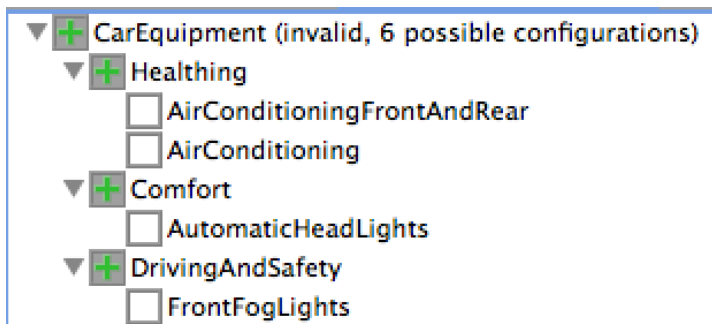 CarEquipment (invalid, 6 possible configurations)
Healthing
AirConditioningFrontAndRear
AirConditioning
Comfort
AutomaticHeadLights
DrivingAndSafety
FrontFogLights